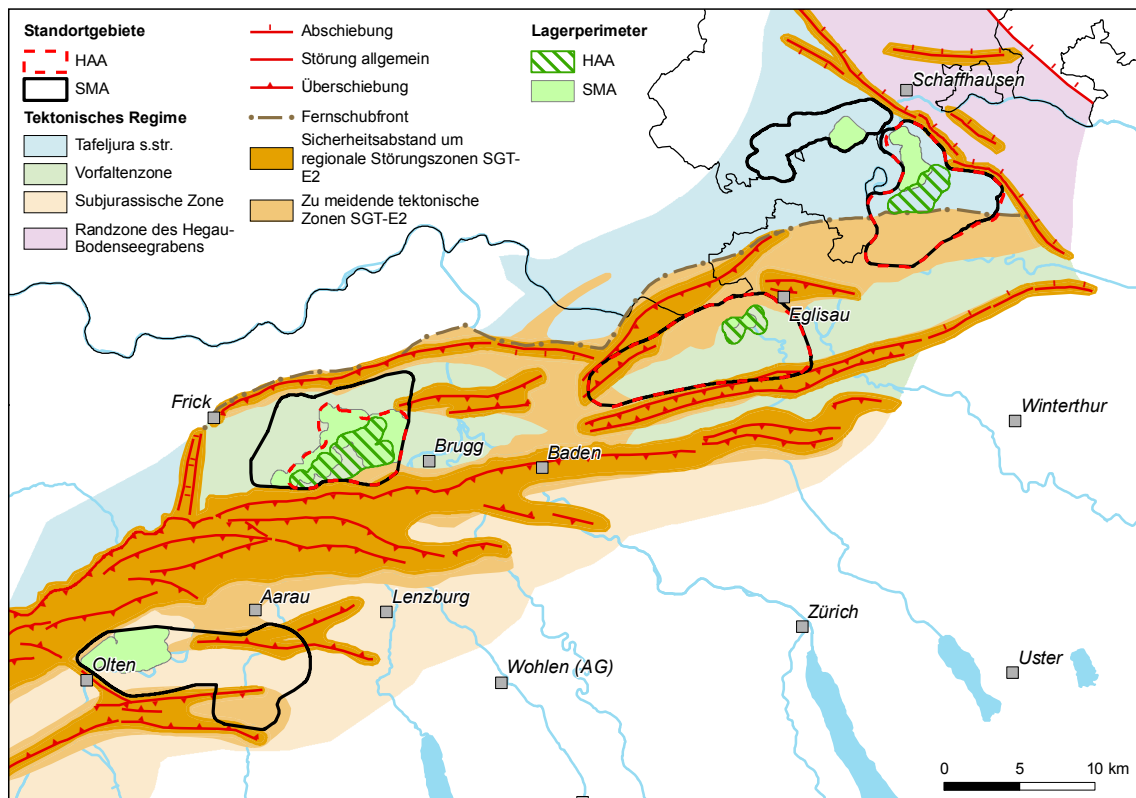 Standortgebiete
HAA
SMA
Tektonisches Regime
Tafeljura s.str.
Vorfaltenzone
Subjurassische Zone
Randzone des Hegau-
Bodenseegrabens
Abschiebung
Störung allgemein
Überschiebung
Fernschubfront
Sicherheitsabstand um
regionale Störungszonen SGT-
E2
Zu meidende tektonische
Zonen SGT-E2
Lagerperimeter
HAA
SMA
Schaffhausen
Eglisau
Frick
Winterthur
Brugg
Baden
Aarau
Lenzburg
Zürich
Olten
Wohlen (AG)
Uster
0 5 10 km